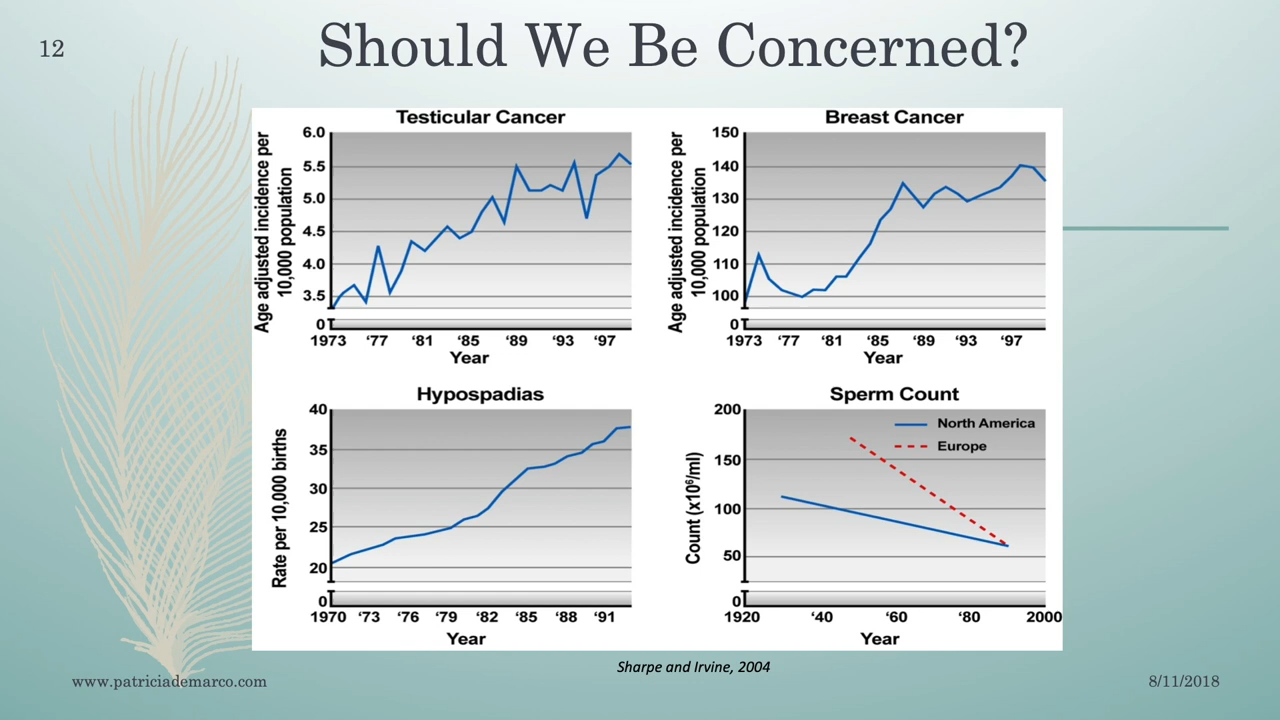 12
Should We Be Concerned?
Testicular Cancer
Age adjusted incidence per
10,000 population
6.0
5.5
5.0
4.5
4.0
3.5
0
1973 ‘77 ‘81 ‘85 ‘89 ‘93 ‘97
Year
Breast Cancer
Age adjusted incidence per
10,000 population
150
140
130
120
110
100
0
1973 ‘77 ‘81 ‘85 ‘89 ‘93 ‘97
Year
Hypospadias
Rate per 10,000 births
40
35
30
25
20
0
1970 ‘73 ‘76 ‘79 ‘82 ‘85 ‘88 ‘91
Year
Sperm Count
Count (x10⁶/ml)
200
150
100
50
0
North America
Europe
1920 ‘40 ‘60 ‘80 2000
Year
Sharpe and Irvine, 2004
www.patriciademarco.com
8/11/2018